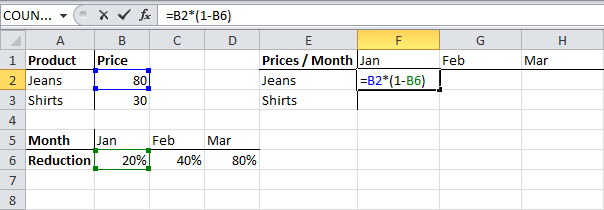 COUN... fx =B2*(1-B6)
A B C D E F G H
1 Product Price Prices / Month Jan Feb Mar
2 Jeans 80 Jeans =B2*(1-B6)
3 Shirts 30 Shirts
4
5 Month Jan Feb Mar
6 Reduction 20% 40% 80%
7
8